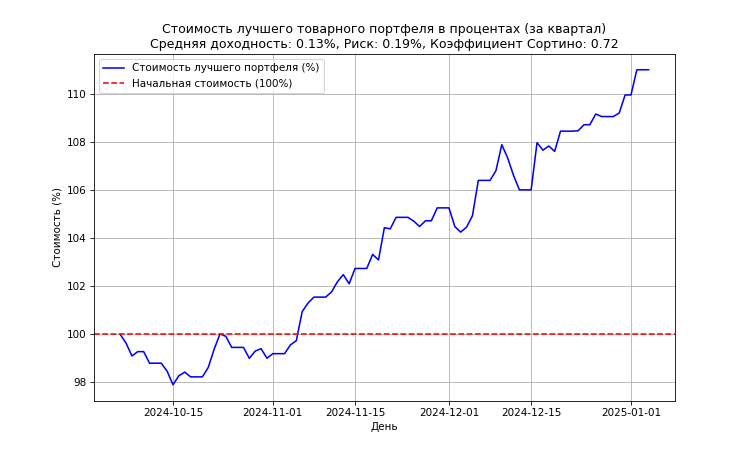 Стоимость лучшего товарного портфеля в процентах (за квартал)
Средняя доходность: 0.13%, Риск: 0.19%, Коэффициент Сортино: 0.72
Стоимость лучшего портфеля (%)
Начальная стоимость (100%)
Стоимость (%)
110
108
106
104
102
100
98
2024-10-15
2024-11-01
2024-11-15
2024-12-01
2024-12-15
2025-01-01
День